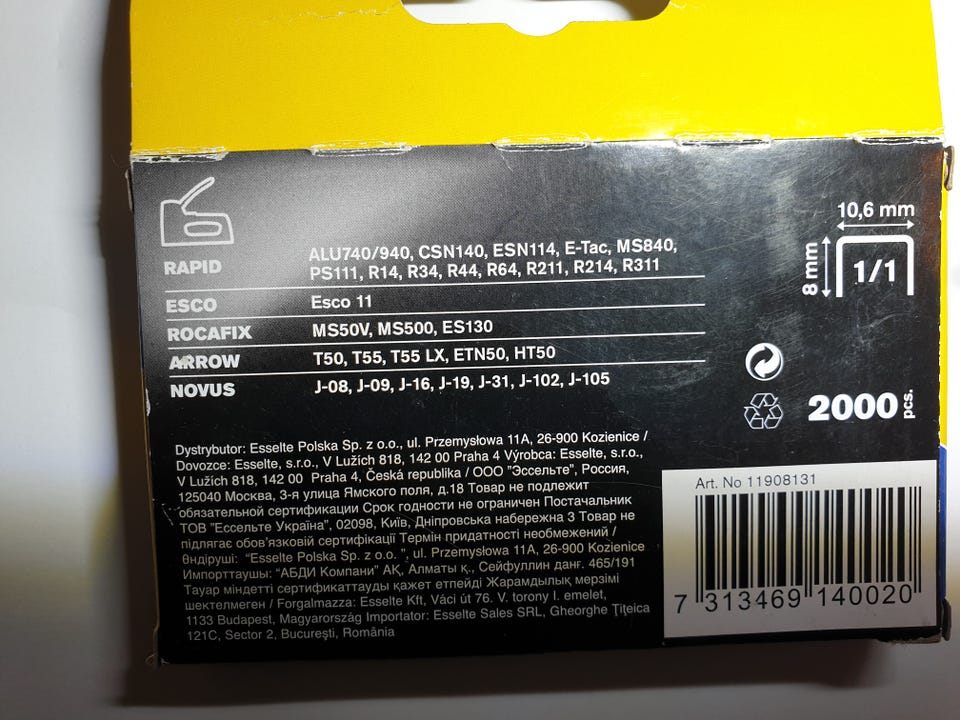 RAPID ALU740/940, CSN140, ESN114, E-Tac, MS840,
PS111, R14, R34, R44, R64, R211, R214, R311
ESCO Esco 11
ROCAFIX MS50V, MS500, ES130
ARROW T50, T55, T55 LX, ETN50, HT50
NOVUS J-08, J-09, J-16, J-19, J-31, J-102, J-105
10,6 mm
8 mm
1/1
2000 pcs.
Dystrybutor: Esselte Polska Sp. z o.o., ul. Przemysłowa 11A, 26-900 Kozienice /
Dovozce: Esselte, s.r.o., V Lužích 818, 142 00 Praha 4 Výrobca: Esselte, s.r.o.,
V Lužích 818, 142 00 Praha 4, Česká republika / ООО "Эссельте", Россия,
125040 Москва, 3-я улица Ямского поля, д.18 Товар не подлежит
обязательной сертификации Срок годности не ограничен Постачальник
ТОВ "Ессельте Україна", 02098, Київ, Дніпровська набережна 3 Товар не
підлягає обов'язковій сертифікації Термін придатності необмежений /
Өндіруші: "Esselte Polska Sp. z o.o. ", ul. Przemysłowa 11A, 26-900 Kozienice
Импорттаушы: "АБДИ Компани" АҚ, Алматы қ., Сейфуллин данғ. 465/191
Тауар міндетті сертификаттауды қажет етпейді Жарамдылық мерзімі
шектелмеген / Forgalmazza: Esselte Kft, Váci út 76. V. torony I. emelet,
1133 Budapest, Magyarország Importator: Esselte Sales SRL, Gheorghe Ţiţeica
121C, Sector 2, Bucureşti, România
Art. No 11908131
7 313469 140020